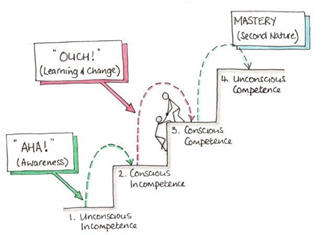 MASTERY
(Second Nature)
"OUCH!"
(Learning & Change)
4. Unconscious
Competence
3. Conscious
Competence
"AHA!"
(Awareness)
2. Conscious
Incompetence
1. Unconscious
Incompetence